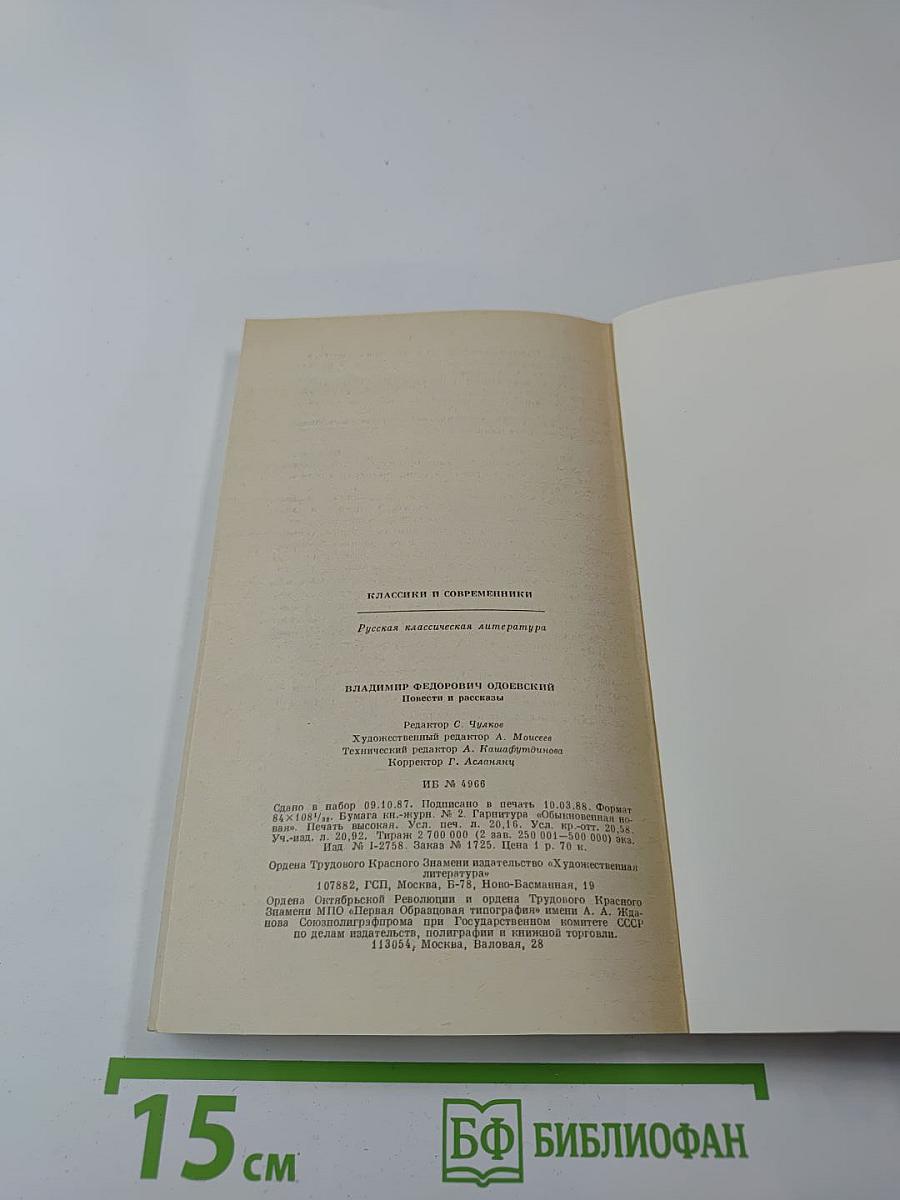 КЛАССИКИ И СОВРЕМЕННИКИ
Русская классическая литература
ВЛАДИМИР ФЕДОРОВИЧ ОДОЕВСКИЙ
Повести и рассказы
Редактор С. Чулков
Художественный редактор А. Моисеев
Технический редактор А. Кашафутдинова
Корректор Г. Асланянц
ИБ № 4966
Сдано в набор 09.10.87. Подписано в печать 10.03.88. Формат
84×108¹/₃₂. Бумага кн.-журн. № 2. Гарнитура «Обыкновенная но-
вая». Печать высокая. Усл. печ. л. 20,16. Усл. кр.-отт. 20,58.
Уч.-изд. л. 20,92. Тираж 2 700 000 (2 зав. 250 001—500 000) экз.
Изд. № I-2758. Заказ № 1725. Цена 1 р. 70 к.
Ордена Трудового Красного Знамени издательство «Художественная
литература»
107882, ГСП, Москва, Б-78, Ново-Басманная, 19
Ордена Октябрьской Революции и ордена Трудового Красного
Знамени МПО «Первая Образцовая типография» имени А. А. Жда-
нова Союзполиграфпрома при Государственном комитете СССР
по делам издательств, полиграфии и книжной торговли.
113054, Москва, Валовая, 28
15 см
БФ БИБЛИОФАН